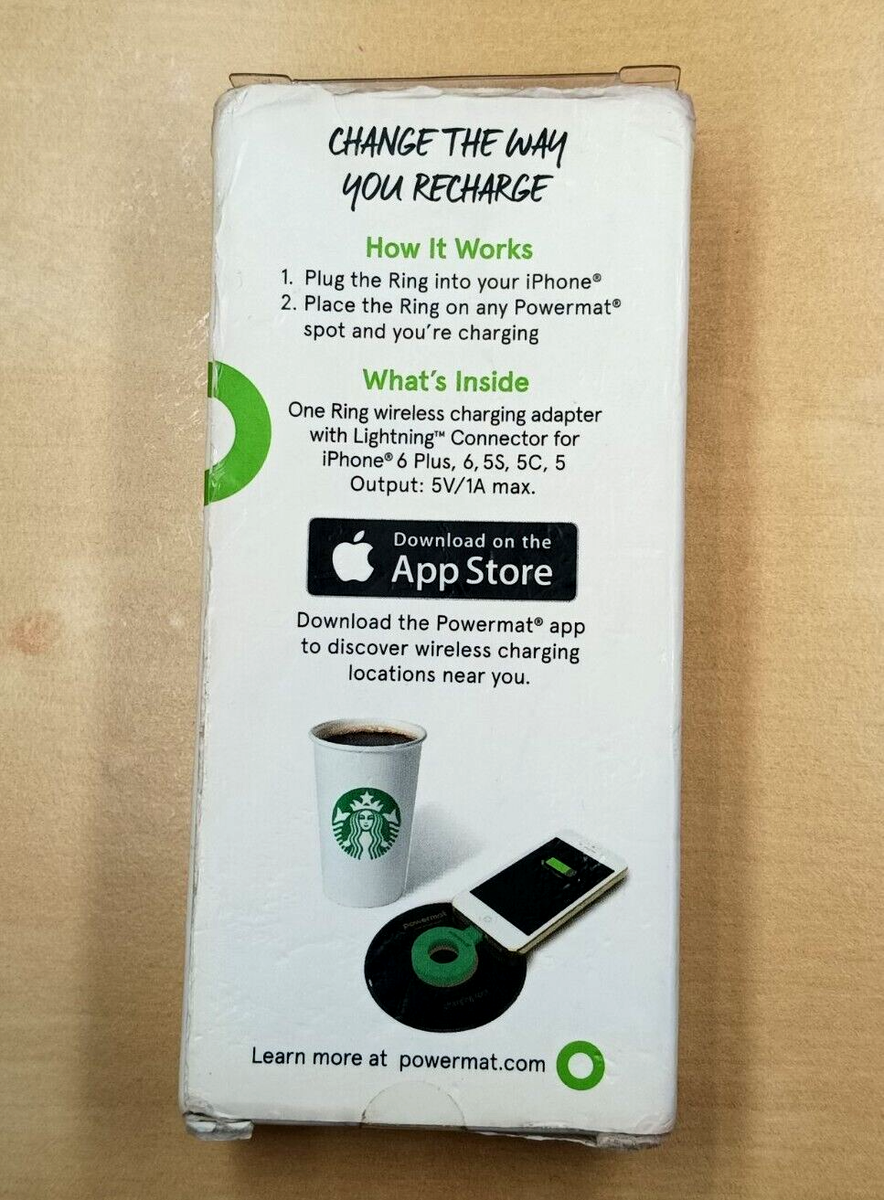 CHANGE THE WAY
YOU RECHARGE
How It Works
1. Plug the Ring into your iPhone®
2. Place the Ring on any Powermat®
spot and you're charging
What's Inside
One Ring wireless charging adapter
with Lightning™ Connector for
iPhone® 6 Plus, 6, 5S, 5C, 5
Output: 5V/1A max.
Download on the
App Store
Download the Powermat® app
to discover wireless charging
locations near you.
powermat
Learn more at powermat.com